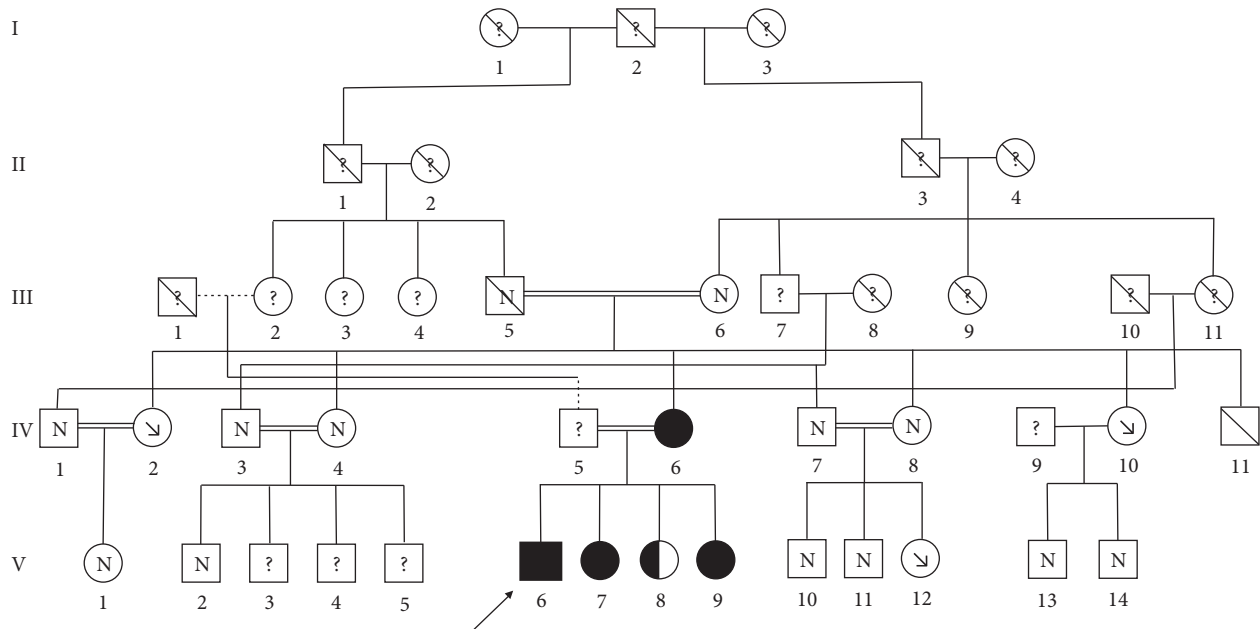 I ? ? ?
1 2 3
II ? ? ? ?
1 2 3 4
III ? ? ? ? N N ? ? ? ? ?
1 2 3 4 5 6 7 8 9 10 11
IV N N N ? N N ?
1 2 3 4 5 6 7 8 9 10 11
V N N ? ? ? N N N N
1 2 3 4 5 6 7 8 9 10 11 12 13 14